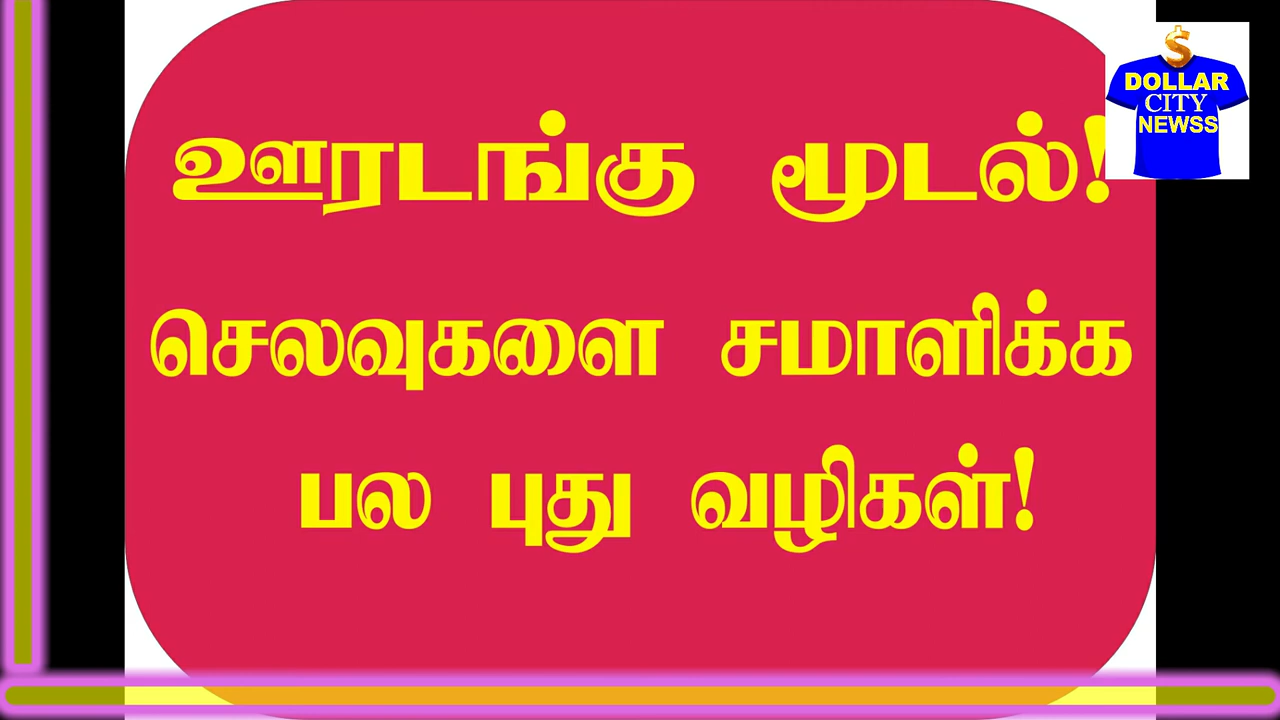 ஊரடங்கு மூடல்!
செலவுகளை சமாளிக்க
பல புது வழிகள்!
$
DOLLAR
CITY
NEWSS